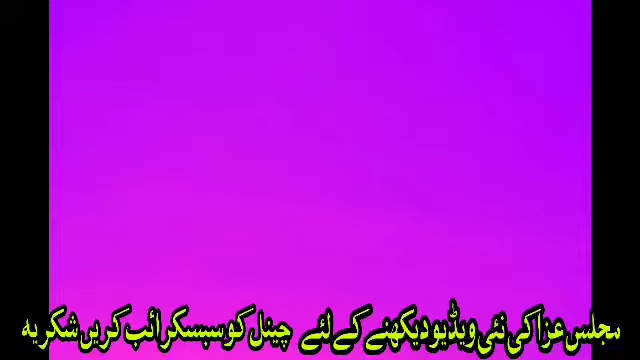 مجلس عزا کی نئی ویڈیو دیکھنے کے لئے چینل کو سبسکرائب کریں شکریہ